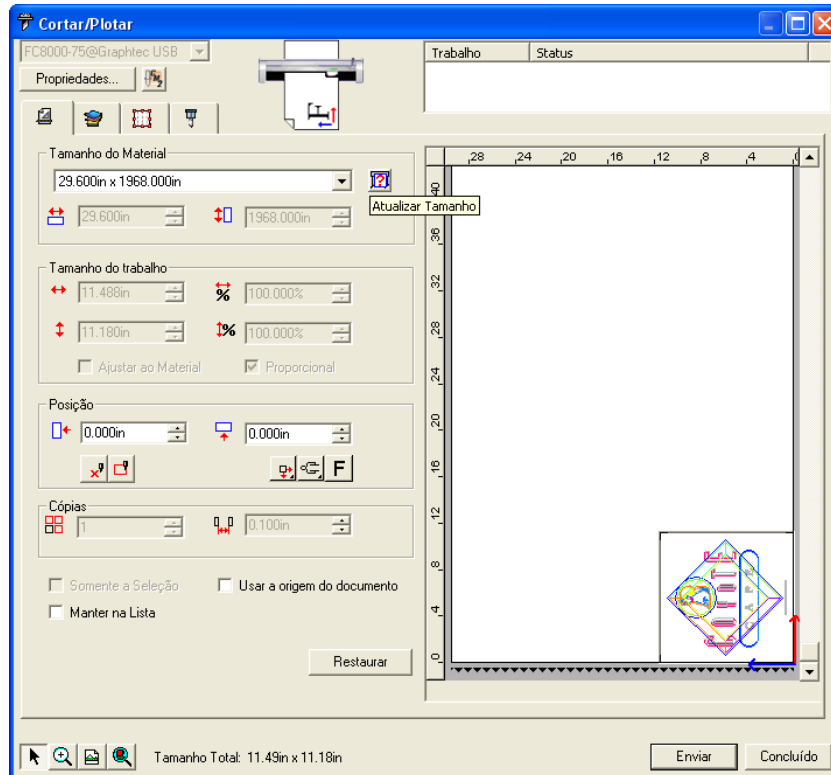 Cortar/Plotar
FC8000-75@Graphtec USB
Propriedades...
Trabalho Status
Tamanho do Material
29.600in x 1968.000in
Atualizar Tamanho
29.600in 1968.000in
Tamanho do trabalho
11.488in % 100.000%
11.180in % 100.000%
Ajustar ao Material Proporcional
Posição
0.000in 0.000in
F
Cópias
1 0.100in
Somente a Seleção Usar a origem do documento
Manter na Lista
Restaurar
28 24 20 16 12 8 4 0
40
36
32
28
24
20
16
12
8
4
0
COYOTE
CAFE
Tamanho Total: 11.49in x 11.18in
Enviar Concluído